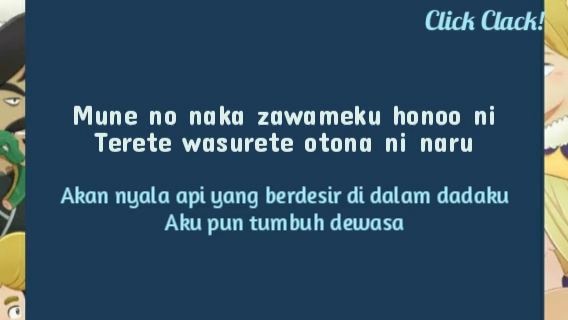 Click Clack!
Mune no naka zawameku honoo ni
Terete wasurete otona ni naru
Akan nyala api yang berdesir di dalam dadaku
Aku pun tumbuh dewasa